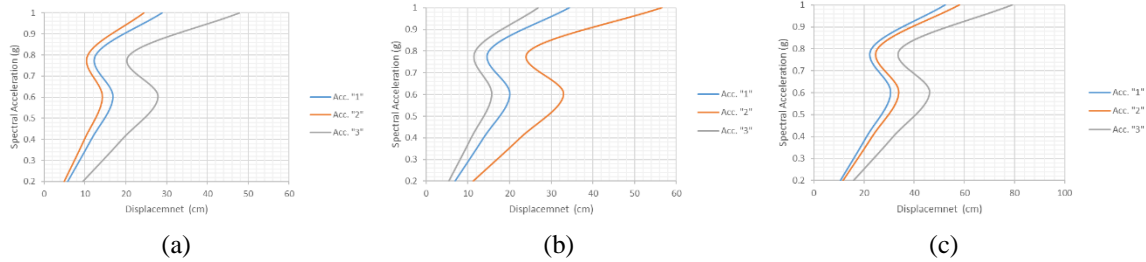 1
0.9
0.8
0.7
0.6
0.5
0.4
0.3
0.2
Spectral Acceleration (g)
0 10 20 30 40 50 60
Displacemnet (cm)
Acc. "1"
Acc. "2"
Acc. "3"
(a)
1
0.9
0.8
0.7
0.6
0.5
0.4
0.3
0.2
Spectral Acceleration (g)
0 10 20 30 40 50 60
Displacemnet (cm)
Acc. "1"
Acc. "2"
Acc. "3"
(b)
1
0.9
0.8
0.7
0.6
0.5
0.4
0.3
0.2
Spectral Acceleration (g)
0 20 40 60 80 100
Displacemnet (cm)
Acc. "1"
Acc. "2"
Acc. "3"
(c)